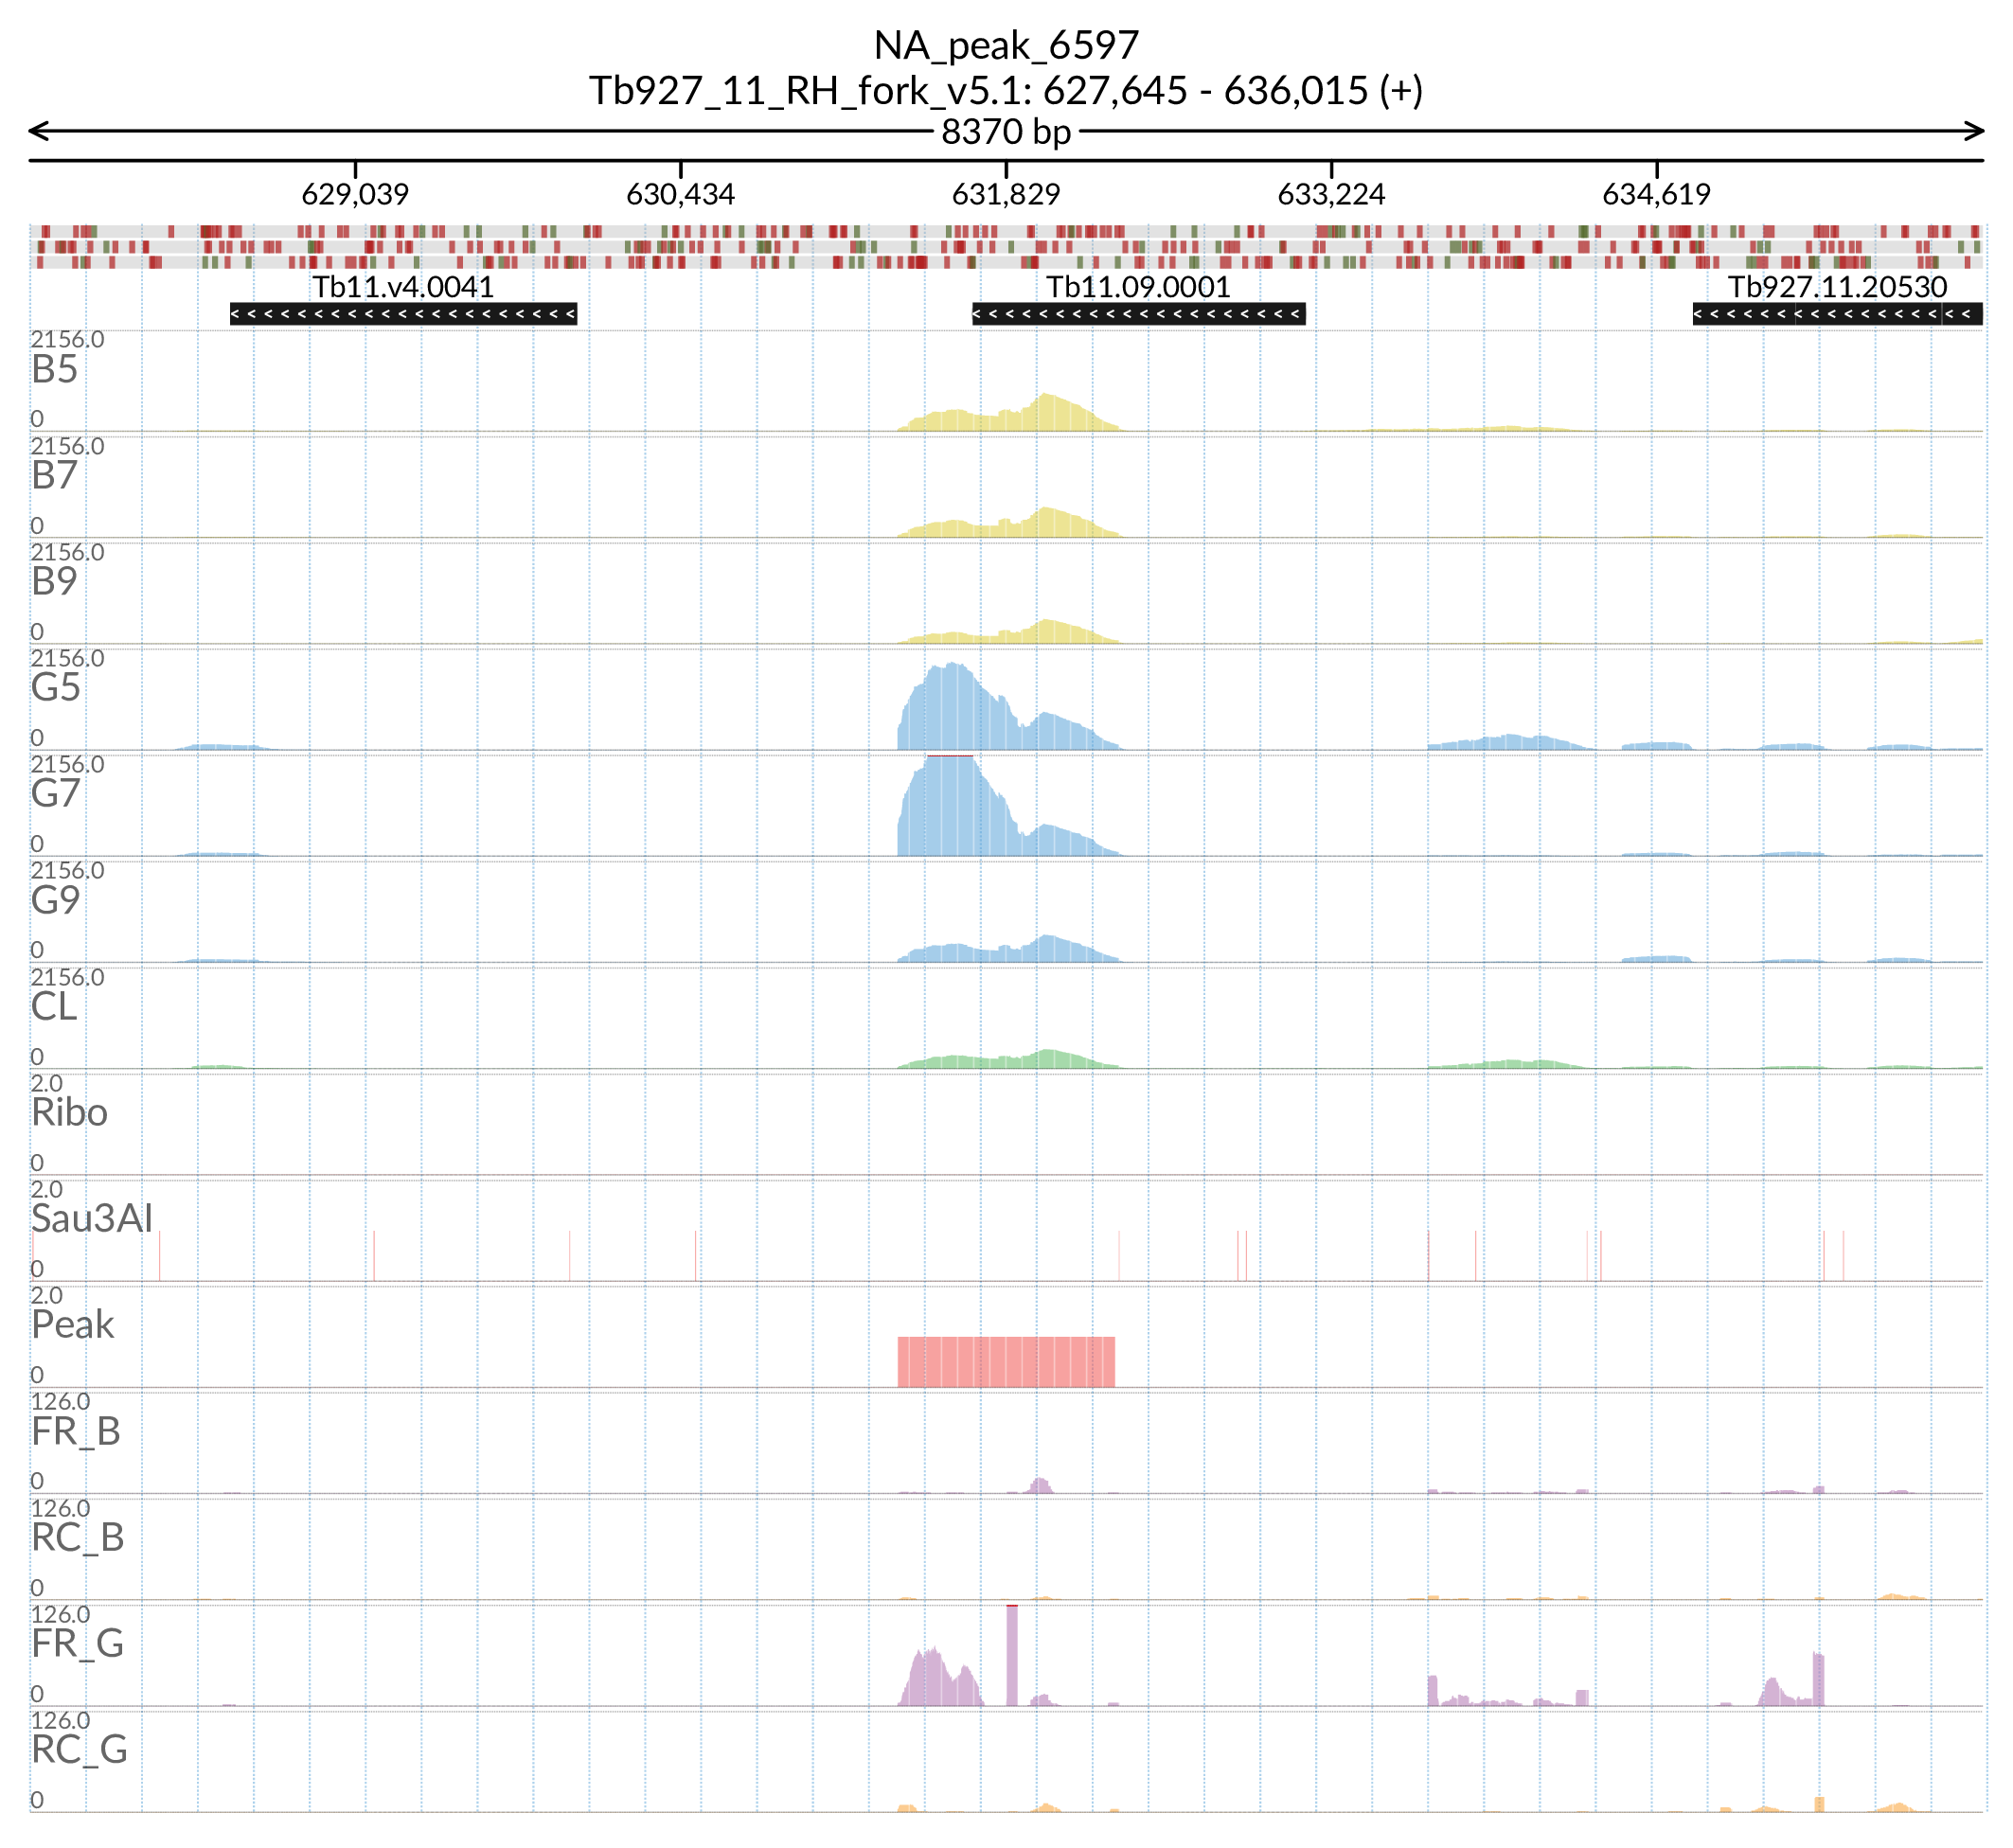 NA_peak_6597
Tb927_11_RH_fork_v5.1: 627,645 - 636,015 (+)
8370 bp
629,039 630,434 631,829 633,224 634,619
Tb11.v4.0041 Tb11.09.0001 Tb927.11.20530
2156.0
B5
0
2156.0
B7
0
2156.0
B9
0
2156.0
G5
0
2156.0
G7
0
2156.0
G9
0
2156.0
CL
0
2.0
Ribo
0
2.0
Sau3AI
0
2.0
Peak
0
126.0
FR_B
0
126.0
RC_B
0
126.0
FR_G
0
126.0
RC_G
0